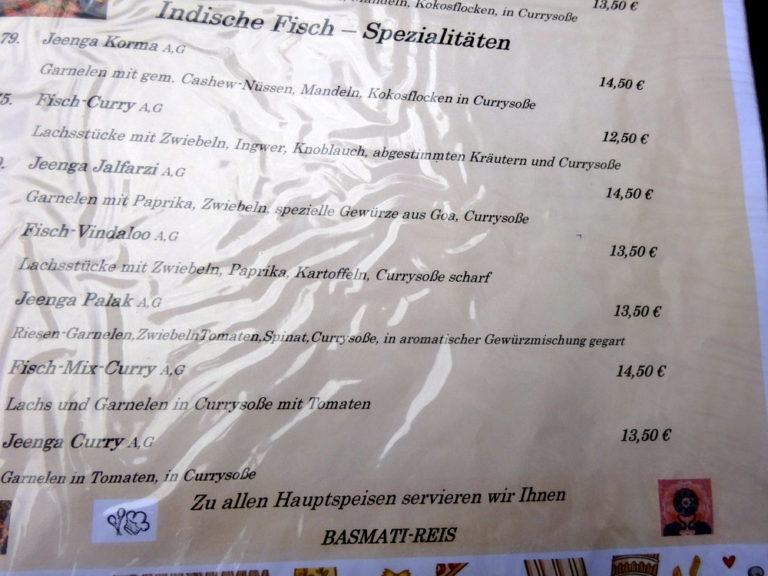 Kokosflocken, in Currysoße 13,50 €
Indische Fisch – Spezialitäten
79. Jeenga Korma A,G 14,50 €
Garnelen mit gem. Cashew-Nüssen, Mandeln, Kokosflocken in Currysoße
5. Fisch-Curry A,G 12,50 €
Lachsstücke mit Zwiebeln, Ingwer, Knoblauch, abgestimmten Kräutern und Currysoße
Jeenga Jalfarzi A,G 14,50 €
Garnelen mit Paprika, Zwiebeln, spezielle Gewürze aus Goa, Currysoße
Fisch-Vindaloo A,G 13,50 €
Lachsstücke mit Zwiebeln, Paprika, Kartoffeln, Currysoße scharf
Jeenga Palak A,G 13,50 €
Riesen-Garnelen,ZwiebelnTomaten,Spinat,Currysoße, in aromatischer Gewürzmischung gegart
Fisch-Mix-Curry A,G 14,50 €
Lachs und Garnelen in Currysoße mit Tomaten
Jeenga Curry A,G 13,50 €
Garnelen in Tomaten, in Currysoße
Zu allen Hauptspeisen servieren wir Ihnen
BASMATI-REIS